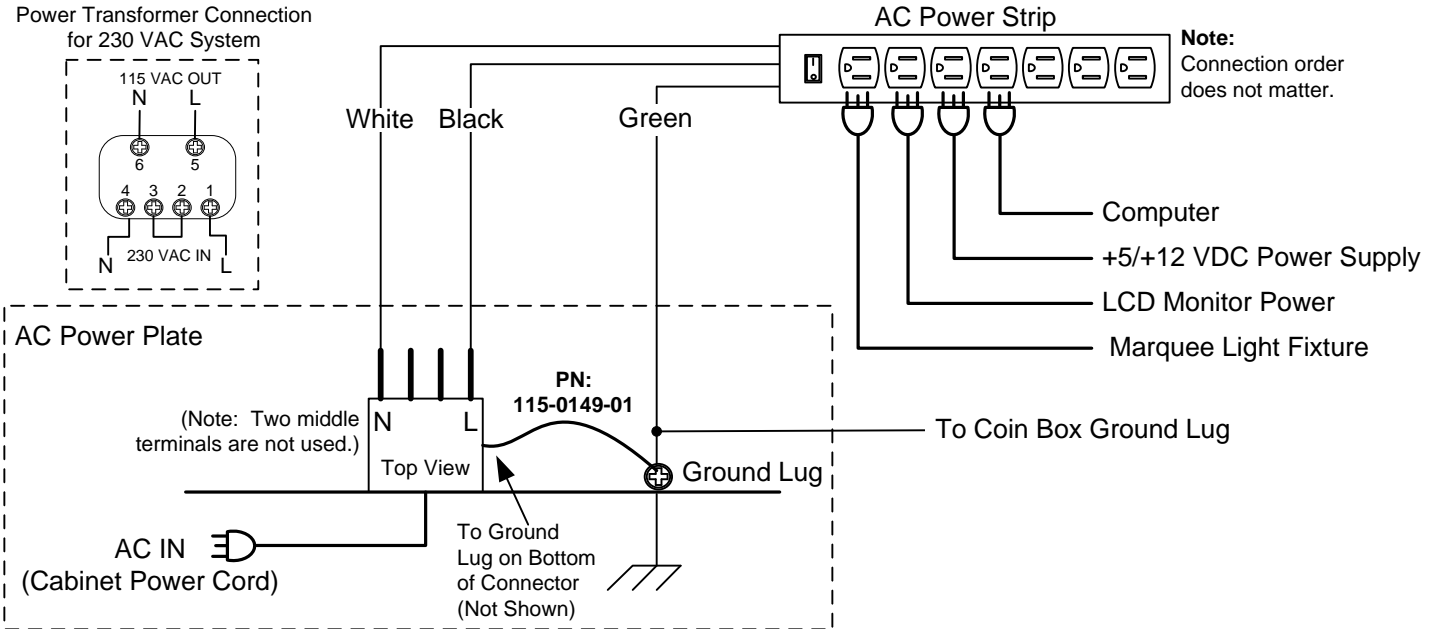 Power Transformer Connection
for 230 VAC System
115 VAC OUT
N L
6 5
4 3 2 1
230 VAC IN
N L
AC Power Strip
Note:
Connection order
does not matter.
White Black Green
Computer
+5/+12 VDC Power Supply
LCD Monitor Power
Marquee Light Fixture
AC Power Plate
(Note: Two middle
terminals are not used.)
N L
Top View
PN:
115-0149-01
To Coin Box Ground Lug
Ground Lug
To Ground
Lug on Bottom
of Connector
(Not Shown)
AC IN
(Cabinet Power Cord)